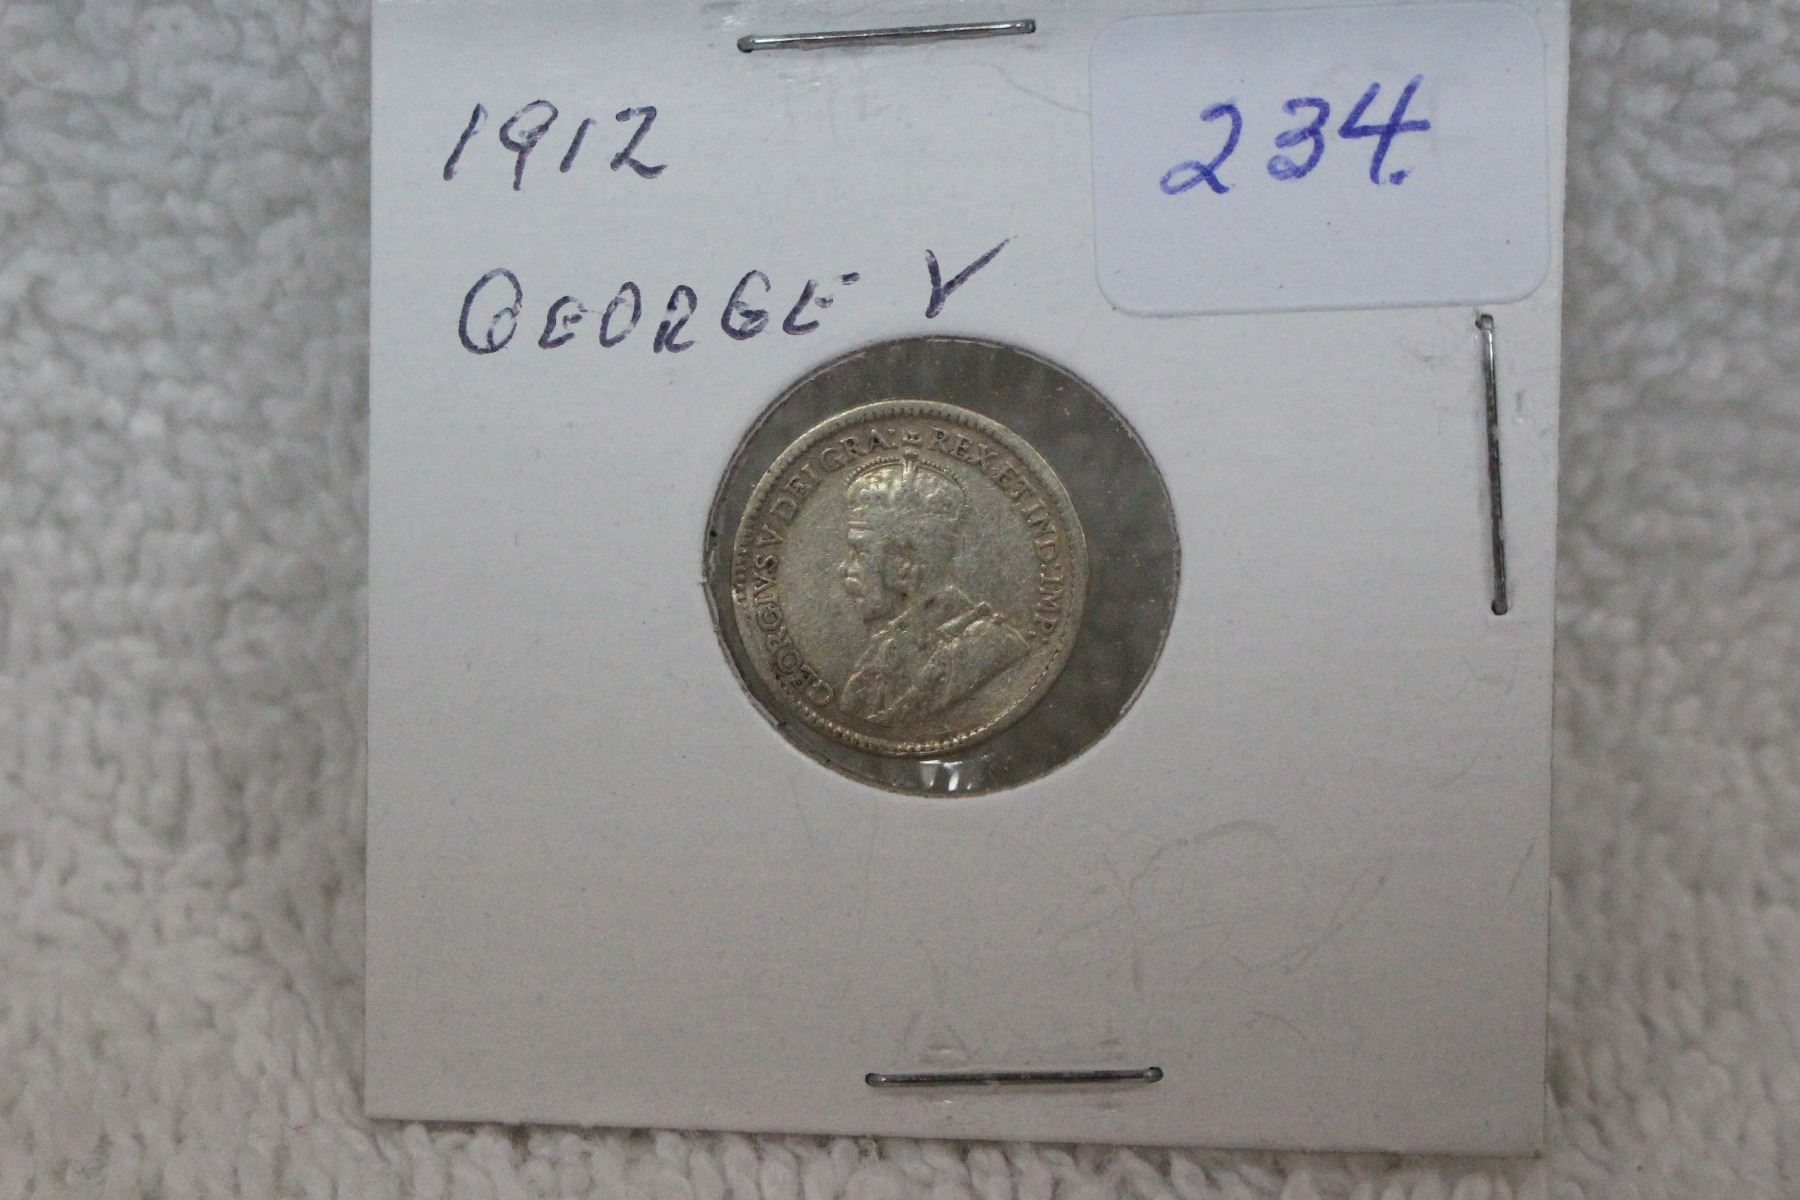 1912
234.
GEORGE V
GEORGIVS V DEI GRA: REX ET IND: IMP: